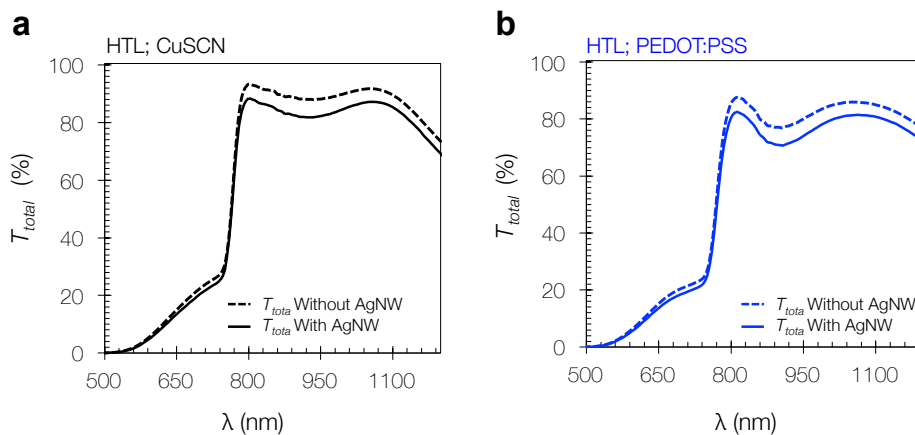 a
HTL; CuSCN
100
80
60
40
20
0
T_total (%)
T_tota Without AgNW
T_tota With AgNW
500 650 800 950 1100
λ (nm)
b
HTL; PEDOT:PSS
100
80
60
40
20
0
T_total (%)
T_tota Without AgNW
T_tota With AgNW
500 650 800 950 1100
λ (nm)